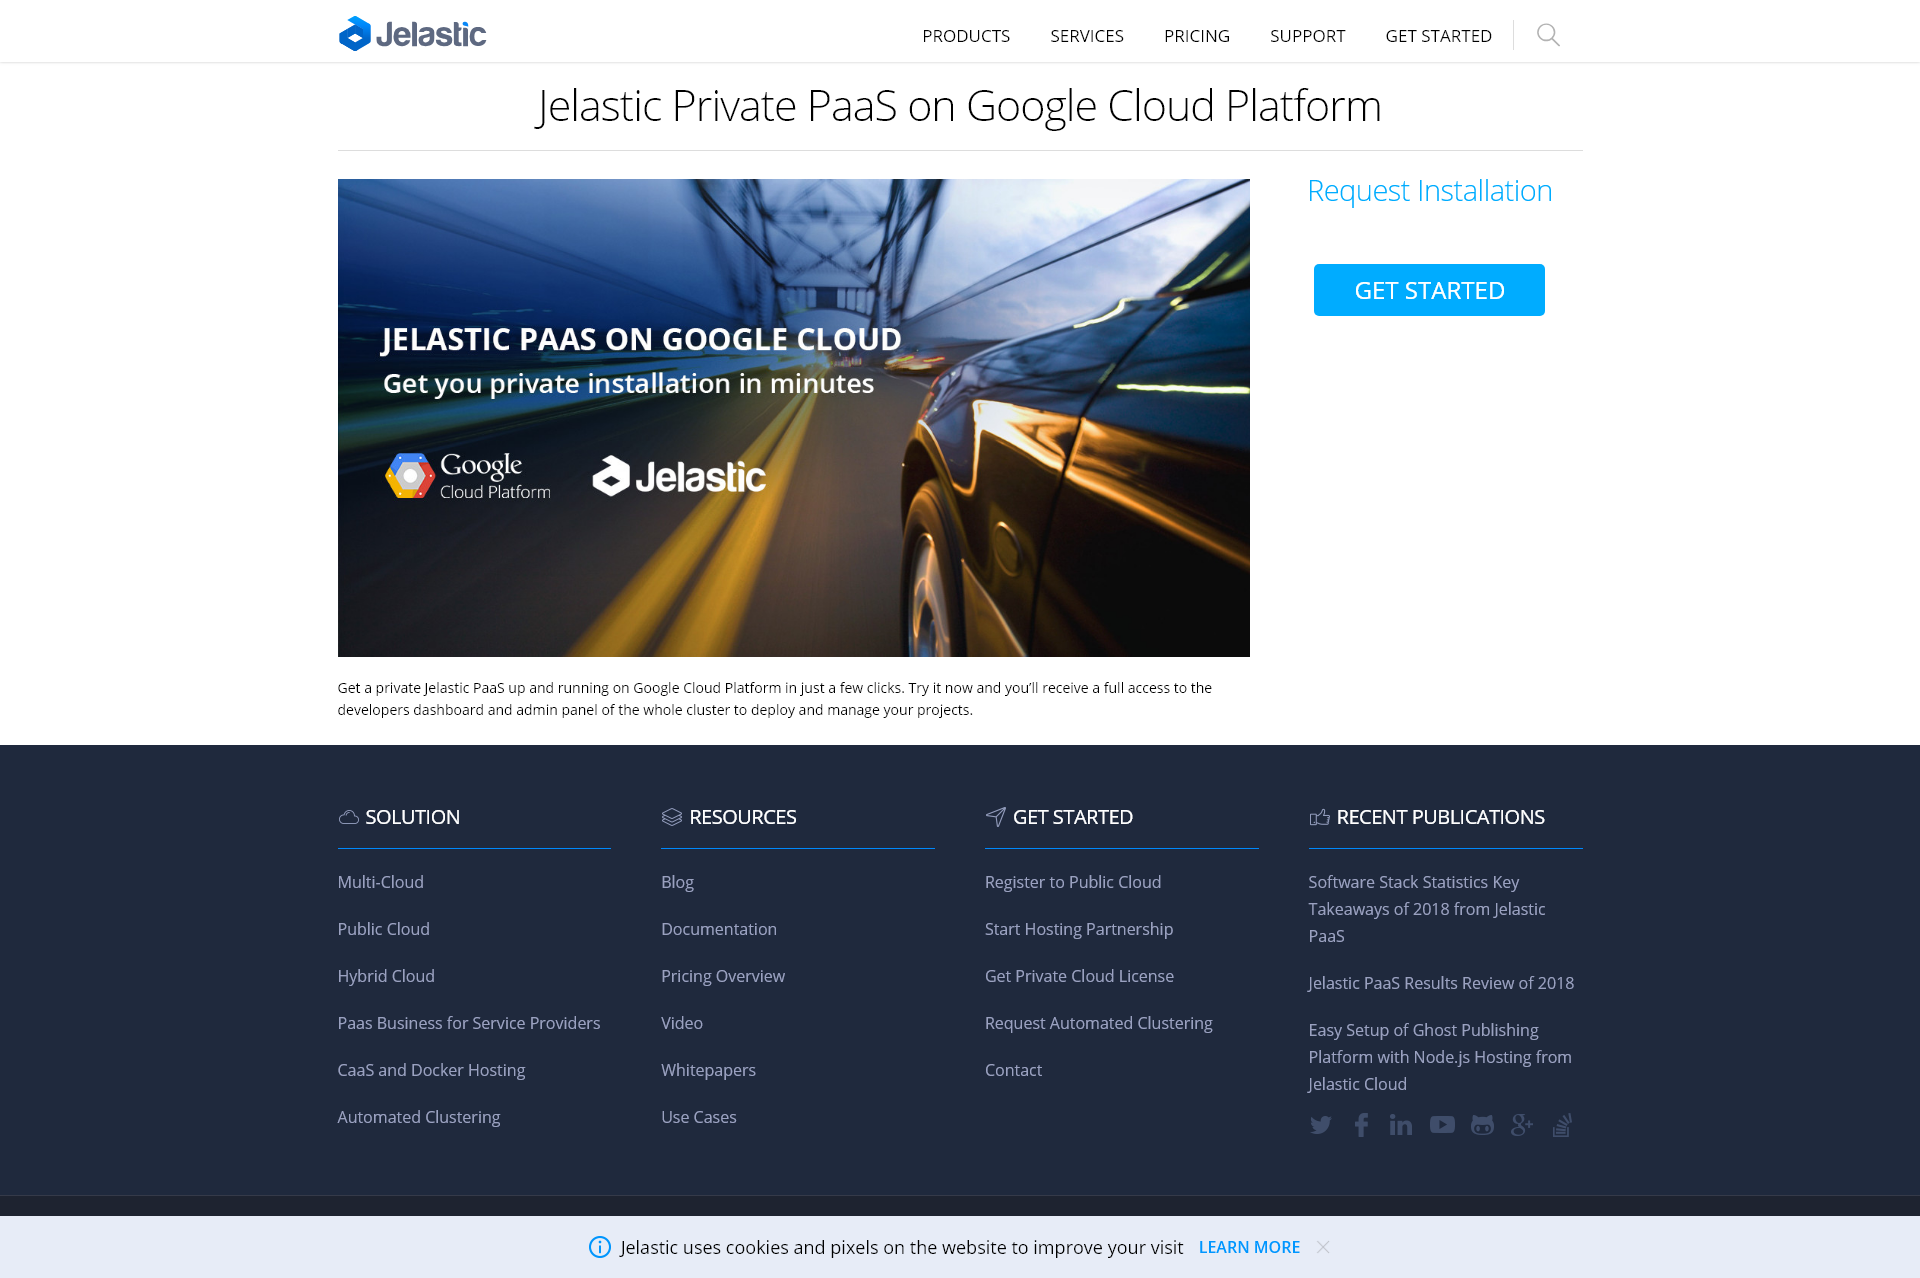 Jelastic
PRODUCTS
SERVICES
PRICING
SUPPORT
GET STARTED
Jelastic Private PaaS on Google Cloud Platform
JELASTIC PAAS ON GOOGLE CLOUD
Get you private installation in minutes
Google
Cloud Platform
Jelastic
Request Installation
GET STARTED
Get a private Jelastic PaaS up and running on Google Cloud Platform in just a few clicks. Try it now and you’ll receive a full access to the
developers dashboard and admin panel of the whole cluster to deploy and manage your projects.
SOLUTION
Multi-Cloud
Public Cloud
Hybrid Cloud
Paas Business for Service Providers
CaaS and Docker Hosting
Automated Clustering
RESOURCES
Blog
Documentation
Pricing Overview
Video
Whitepapers
Use Cases
GET STARTED
Register to Public Cloud
Start Hosting Partnership
Get Private Cloud License
Request Automated Clustering
Contact
RECENT PUBLICATIONS
Software Stack Statistics Key
Takeaways of 2018 from Jelastic
PaaS
Jelastic PaaS Results Review of 2018
Easy Setup of Ghost Publishing
Platform with Node.js Hosting from
Jelastic Cloud
Jelastic uses cookies and pixels on the website to improve your visit
LEARN MORE